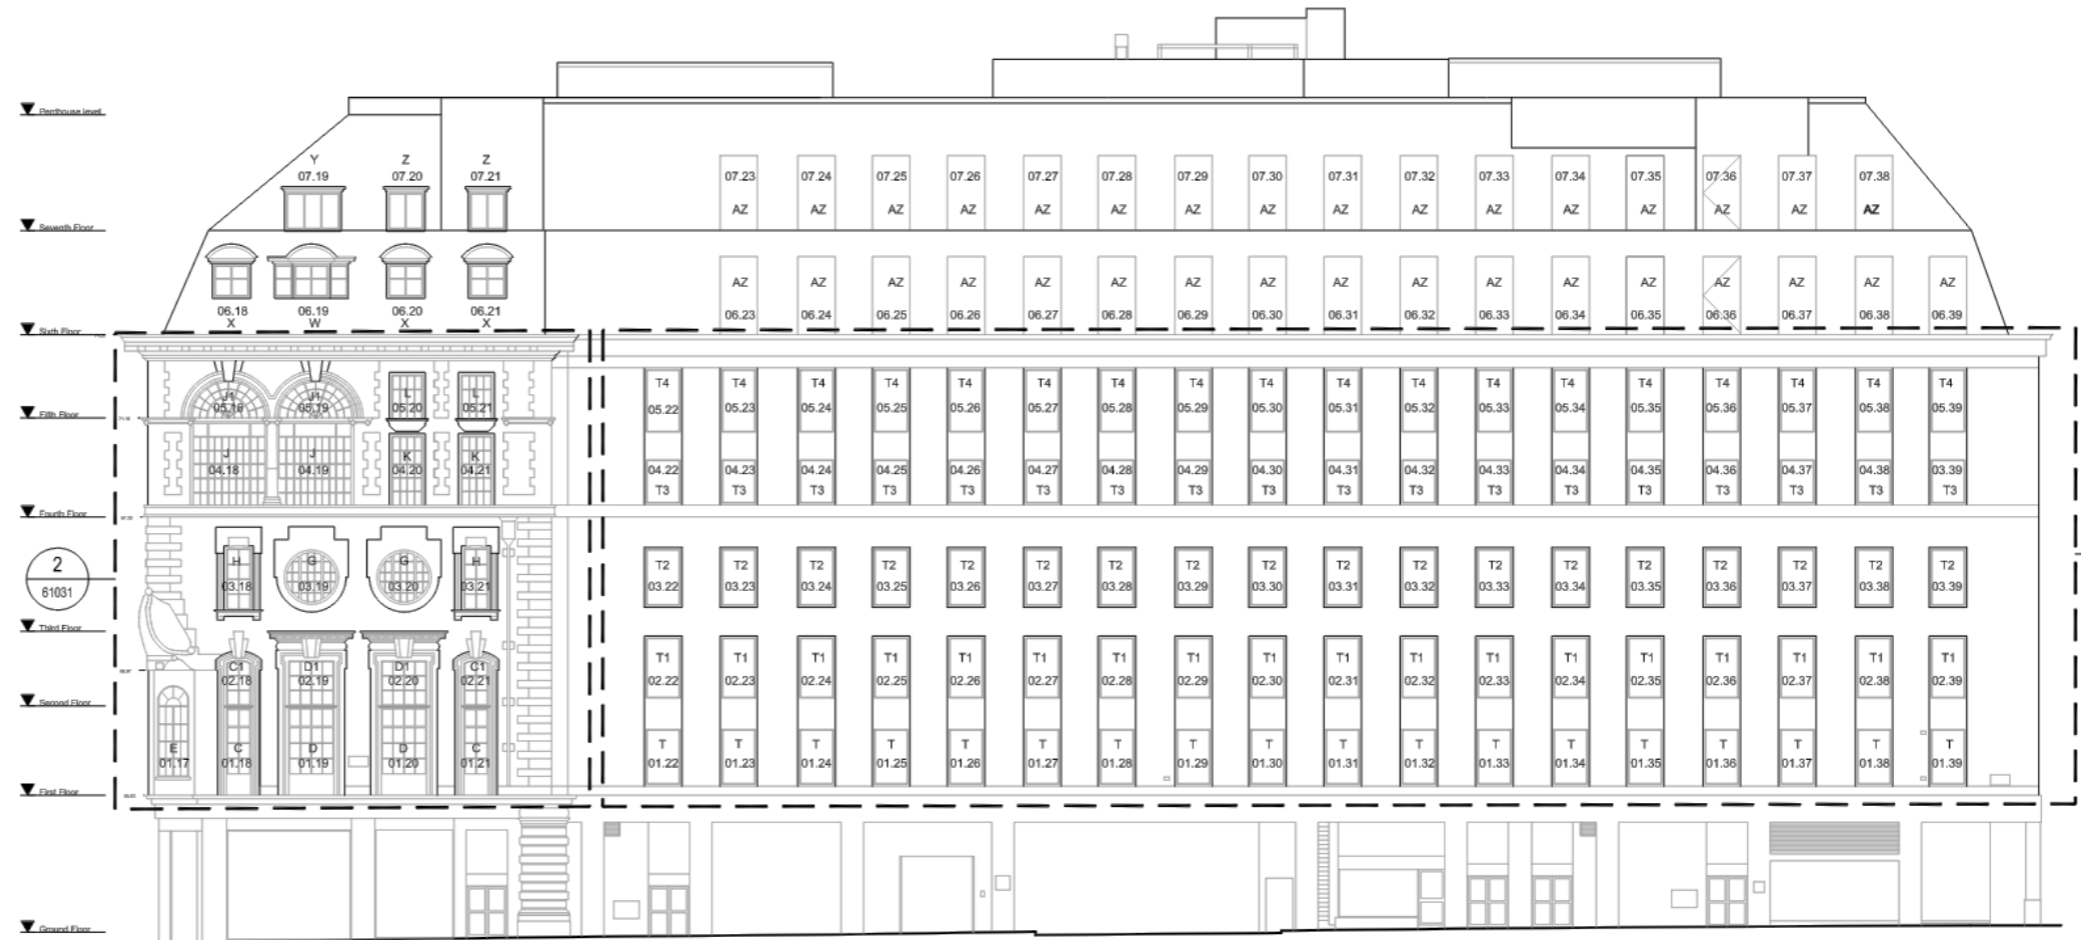 Penthouse level
Y Z Z
07.19 07.20 07.21
07.23 07.24 07.25 07.26 07.27 07.28 07.29 07.30 07.31 07.32 07.33 07.34 07.35 07.36 07.37 07.38
AZ AZ AZ AZ AZ AZ AZ AZ AZ AZ AZ AZ AZ AZ AZ AZ
Seventh Floor
AZ AZ AZ AZ AZ AZ AZ AZ AZ AZ AZ AZ AZ AZ AZ AZ AZ
06.18 06.19 06.20 06.21 06.23 06.24 06.25 06.26 06.27 06.28 06.29 06.30 06.31 06.32 06.33 06.34 06.35 06.36 06.37 06.38 06.39
X W X X
Sixth Floor
T4 T4 T4 T4 T4 T4 T4 T4 T4 T4 T4 T4 T4 T4 T4 T4 T4 T4
J1 J1 L L
05.18 05.19 05.20 05.21 05.22 05.23 05.24 05.25 05.26 05.27 05.28 05.29 05.30 05.31 05.32 05.33 05.34 05.35 05.36 05.37 05.38 05.39
Fifth Floor
J J K K
04.18 04.19 04.20 04.21 04.22 04.23 04.24 04.25 04.26 04.27 04.28 04.29 04.30 04.31 04.32 04.33 04.34 04.35 04.36 04.37 04.38 03.39
T3 T3 T3 T3 T3 T3 T3 T3 T3 T3 T3 T3 T3 T3 T3 T3 T3 T3
Fourth Floor
H G G H T2 T2 T2 T2 T2 T2 T2 T2 T2 T2 T2 T2 T2 T2 T2 T2 T2 T2
2
61031
03.18 03.19 03.20 03.21 03.22 03.23 03.24 03.25 03.26 03.27 03.28 03.29 03.30 03.31 03.32 03.33 03.34 03.35 03.36 03.37 03.38 03.39
Third Floor
C1 D1 D1 C1 T1 T1 T1 T1 T1 T1 T1 T1 T1 T1 T1 T1 T1 T1 T1 T1 T1 T1
02.18 02.19 02.20 02.21 02.22 02.23 02.24 02.25 02.26 02.27 02.28 02.29 02.30 02.31 02.32 02.33 02.34 02.35 02.36 02.37 02.38 02.39
Second Floor
E C D D C T T T T T T T T T T T T T T T T T T
01.17 01.18 01.19 01.20 01.21 01.22 01.23 01.24 01.25 01.26 01.27 01.28 01.29 01.30 01.31 01.32 01.33 01.34 01.35 01.36 01.37 01.38 01.39
First Floor
Ground Floor